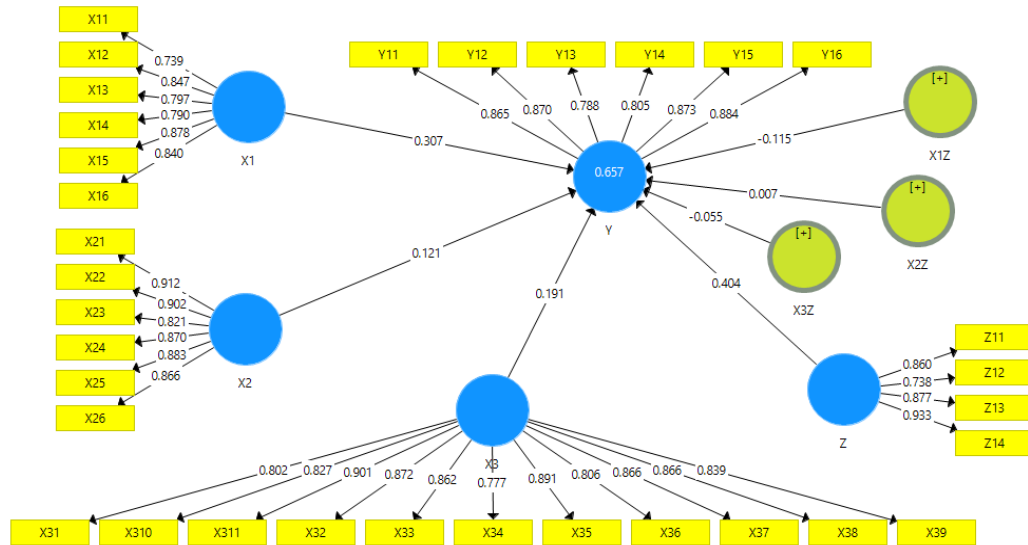 X11
X12
X13
X14
X15
X16
0.739
0.847
0.797
0.790
0.878
0.840
X1
Y11
Y12
Y13
Y14
Y15
Y16
0.865
0.870
0.788
0.805
0.873
0.884
0.307
0.657
Y
[+]
X1Z
-0.115
[+]
X2Z
0.007
[+]
X3Z
-0.055
X21
X22
X23
X24
X25
X26
0.912
0.902
0.821
0.870
0.883
0.866
X2
0.121
0.191
0.404
Z11
Z12
Z13
Z14
0.860
0.738
0.877
0.933
Z
X3
0.802
0.827
0.901
0.872
0.862
0.777
0.891
0.806
0.866
0.866
0.839
X31
X310
X311
X32
X33
X34
X35
X36
X37
X38
X39